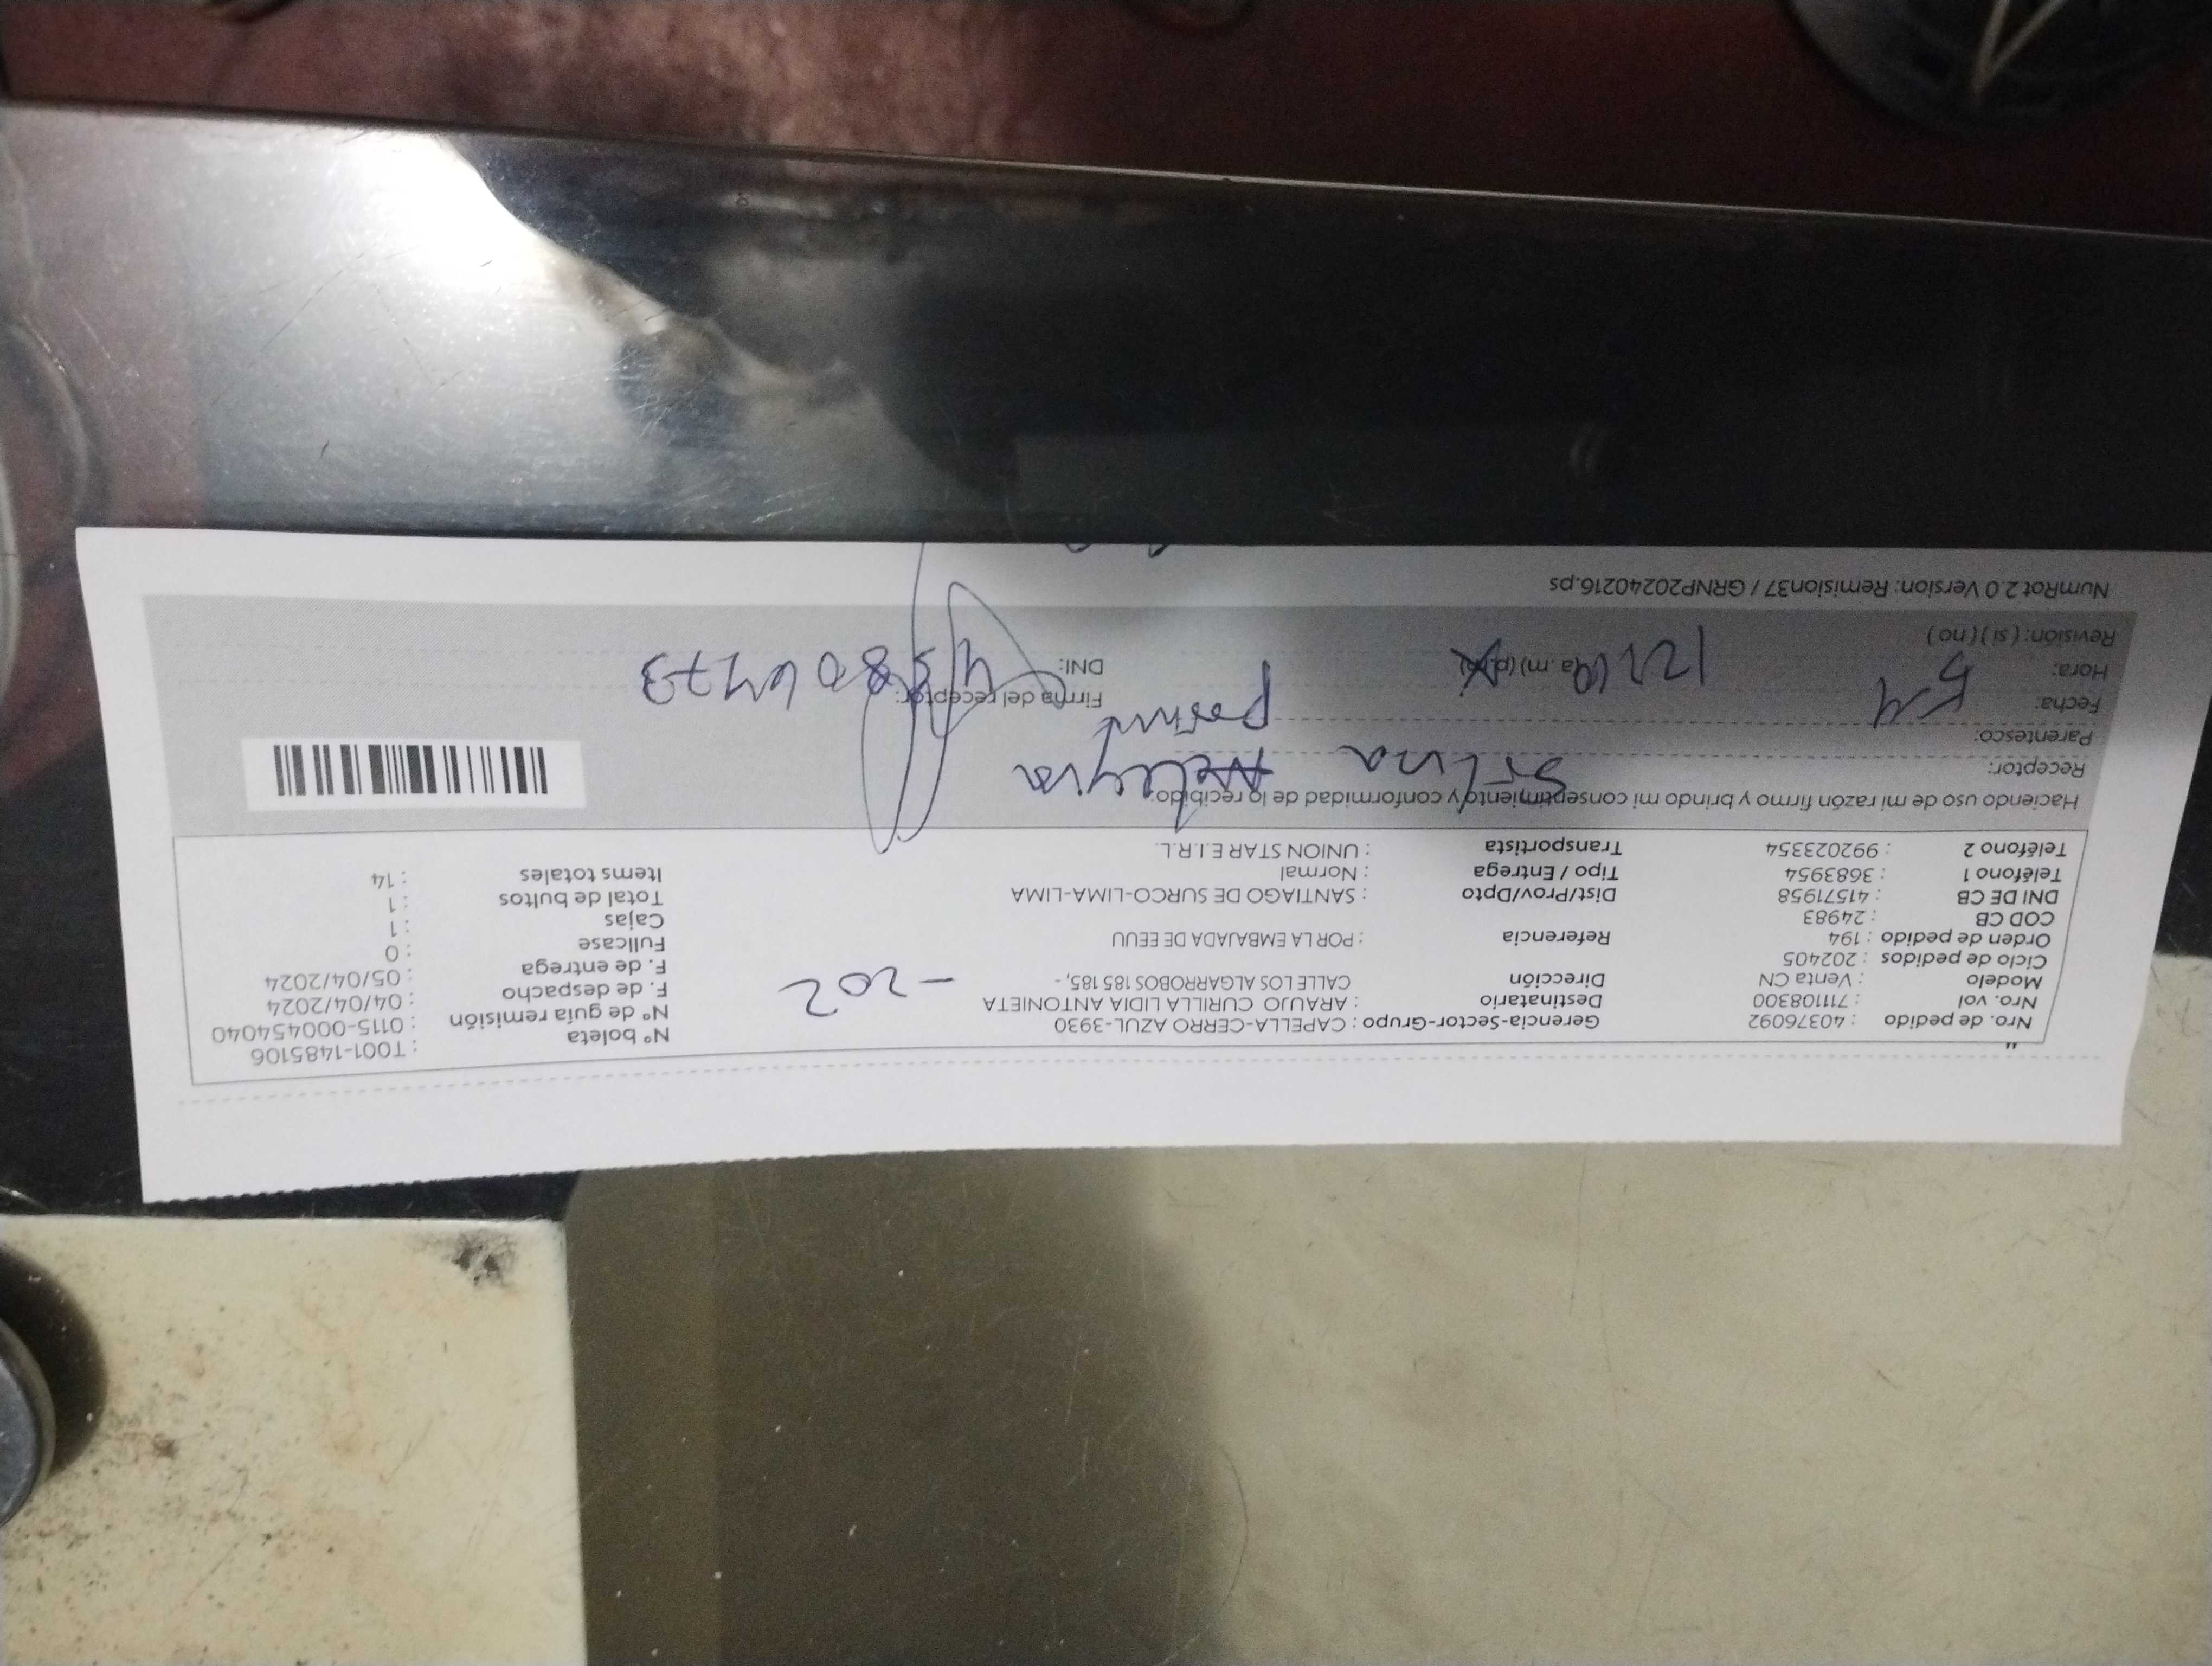 Nro. de pedido : 40376092 Gerencia-Sector-Grupo : CAPELLA-CERRO AZUL-3930 N° boleta : T001-1485106
Nro. vol : 711108300 Destinatario : ARAUJO CURILLA LIDIA ANTONIETA N° de guía remisión : 0115-000454040
Modelo : Venta CN Dirección CALLE LOS ALGARROBOS 185 185, - - 202 F. de despacho : 04/04/2024
Ciclo de pedidos : 202405 F. de entrega : 05/04/2024
Orden de pedido : 194 Referencia : POR LA EMBAJADA DE EEUU Fullcase : 0
COD CB : 24983 Cajas : 1
DNI DE CB : 41571958 Dist/Prov/Dpto : SANTIAGO DE SURCO-LIMA-LIMA Total de bultos : 1
Teléfono 1 : 3683954 Tipo / Entrega : Normal Items totales : 14
Teléfono 2 : 992023354 Transportista : UNION STAR E.I.R.L.
Haciendo uso de mi razón firmo y brindo mi consentimiento y conformidad de lo recibido:
Receptor: Silva
Parentesco:
Fecha: 5-4 Firma del receptor:
Hora: (a.m) (p.m) DNI:
Revisión: ( si ) ( no )
NumRot 2.0 Version: Remision37 / GRNP20240216.ps